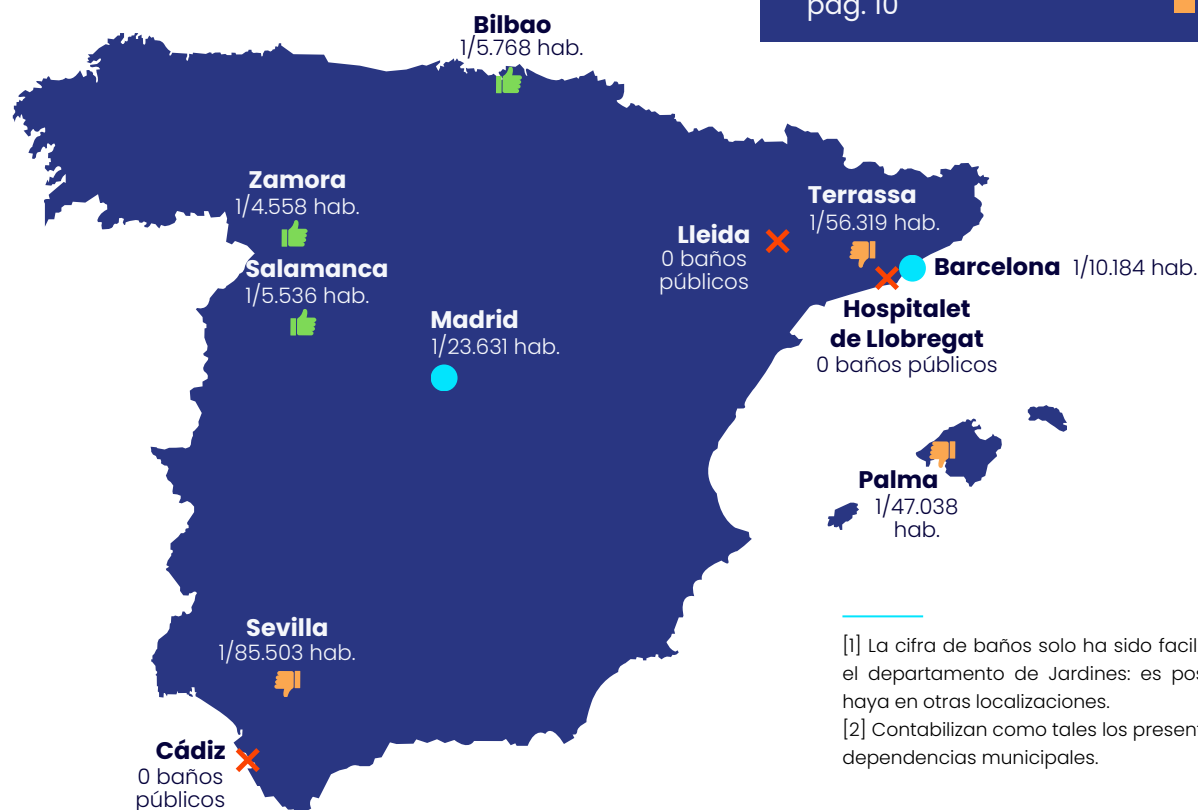 pág. 10
Bilbao
1/5.768 hab.
Zamora
1/4.558 hab.
Salamanca
1/5.536 hab.
Madrid
1/23.631 hab.
Lleida
0 baños
públicos
Terrassa
1/56.319 hab.
Barcelona 1/10.184 hab.
Hospitalet
de Llobregat
0 baños públicos
Palma
1/47.038
hab.
Sevilla
1/85.503 hab.
Cádiz
0 baños
públicos
[1] La cifra de baños solo ha sido facil
el departamento de Jardines: es pos
haya en otras localizaciones.
[2] Contabilizan como tales los present
dependencias municipales.